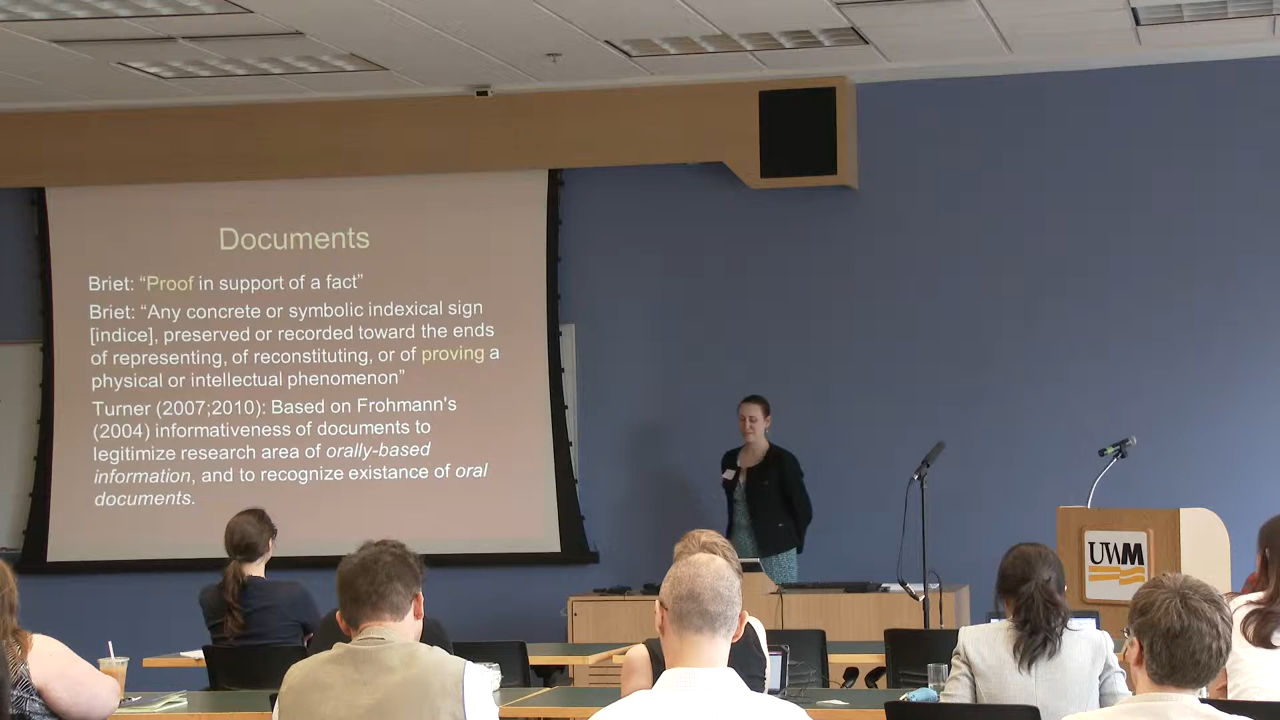 Documents
Briet: “Proof in support of a fact”
Briet: “Any concrete or symbolic indexical sign
[indice], preserved or recorded toward the ends
of representing, of reconstituting, or of proving a
physical or intellectual phenomenon”
Turner (2007;2010): Based on Frohmann's
(2004) informativeness of documents to
legitimize research area of orally-based
information, and to recognize existance of oral
documents.
UWM